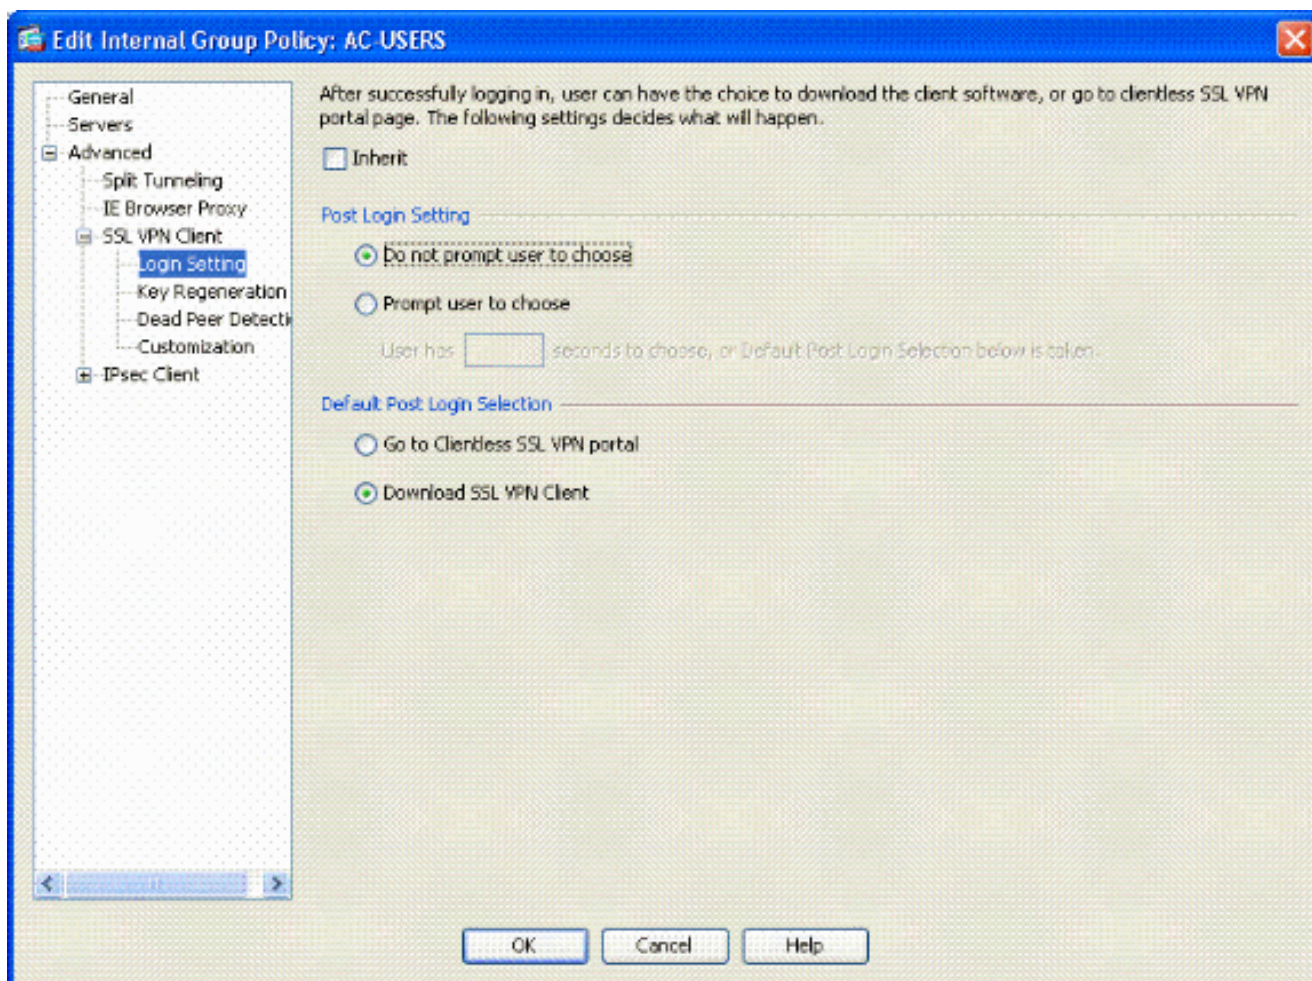 Edit Internal Group Policy: AC-USERS
General
Servers
Advanced
Split Tunneling
IE Browser Proxy
SSL VPN Client
Login Setting
Key Regeneration
Dead Peer Detecti
Customization
IPsec Client
After successfully logging in, user can have the choice to download the client software, or go to clientless SSL VPN
portal page. The following settings decides what will happen.
Inherit
Post Login Setting
Do not prompt user to choose
Prompt user to choose
User has seconds to choose, or Default Post Login Selection below is taken.
Default Post Login Selection
Go to Clientless SSL VPN portal
Download SSL VPN Client
OK
Cancel
Help